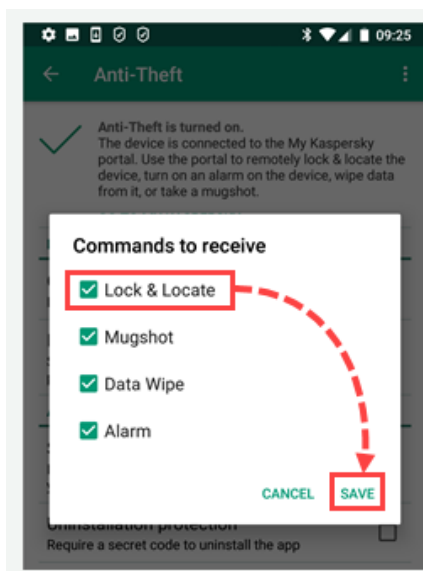 09:25
Anti-Theft
Anti-Theft is turned on.
The device is connected to the My Kaspersky
portal. Use the portal to remotely lock & locate the
device, turn on an alarm on the device, wipe data
from it, or take a mugshot.
Commands to receive
Lock & Locate
Mugshot
Data Wipe
Alarm
CANCEL SAVE
Uninstallation protection
Require a secret code to uninstall the app